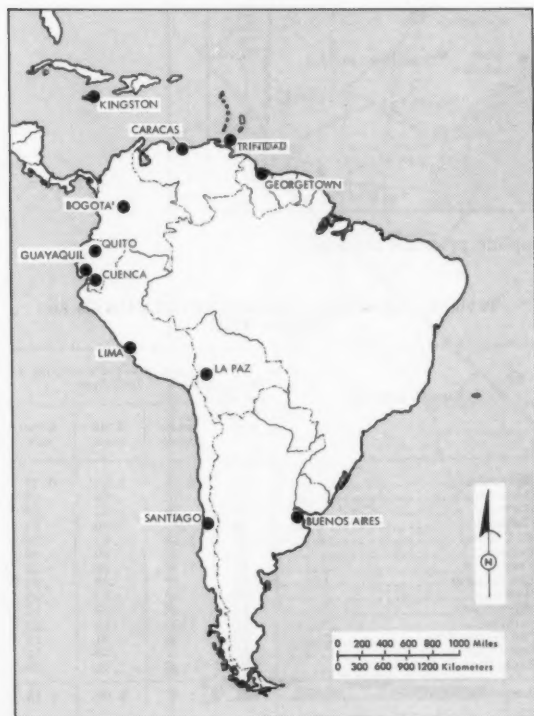 KINGSTON
CARACAS
TRINIDAD
GEORGETOWN
BOGOTA'
QUITO
GUAYAQUIL
CUENCA
LIMA
LA PAZ
SANTIAGO
BUENOS AIRES
N
0 200 400 600 1000 Miles
0 300 600 900 1200 Kilometers